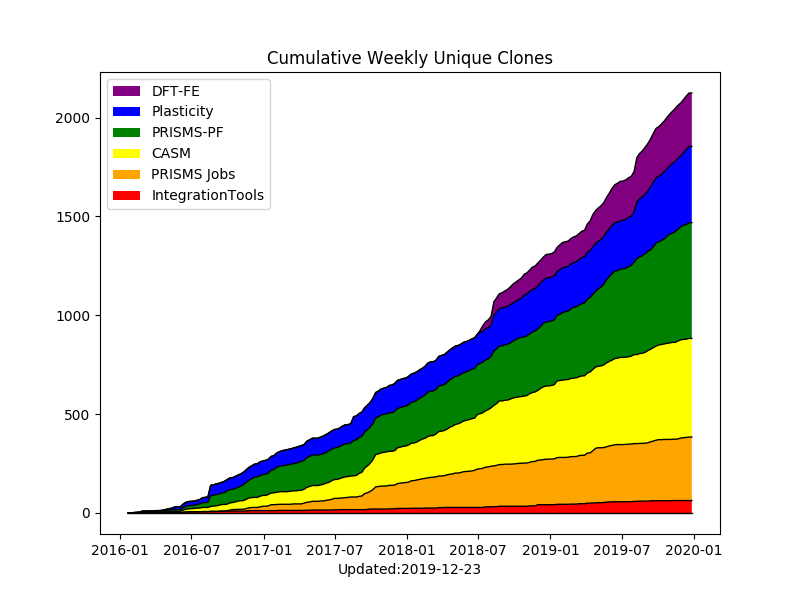 Cumulative Weekly Unique Clones
DFT-FE
Plasticity
PRISMS-PF
CASM
PRISMS Jobs
IntegrationTools
2000
1500
1000
500
0
2016-01 2016-07 2017-01 2017-07 2018-01 2018-07 2019-01 2019-07 2020-01
Updated:2019-12-23